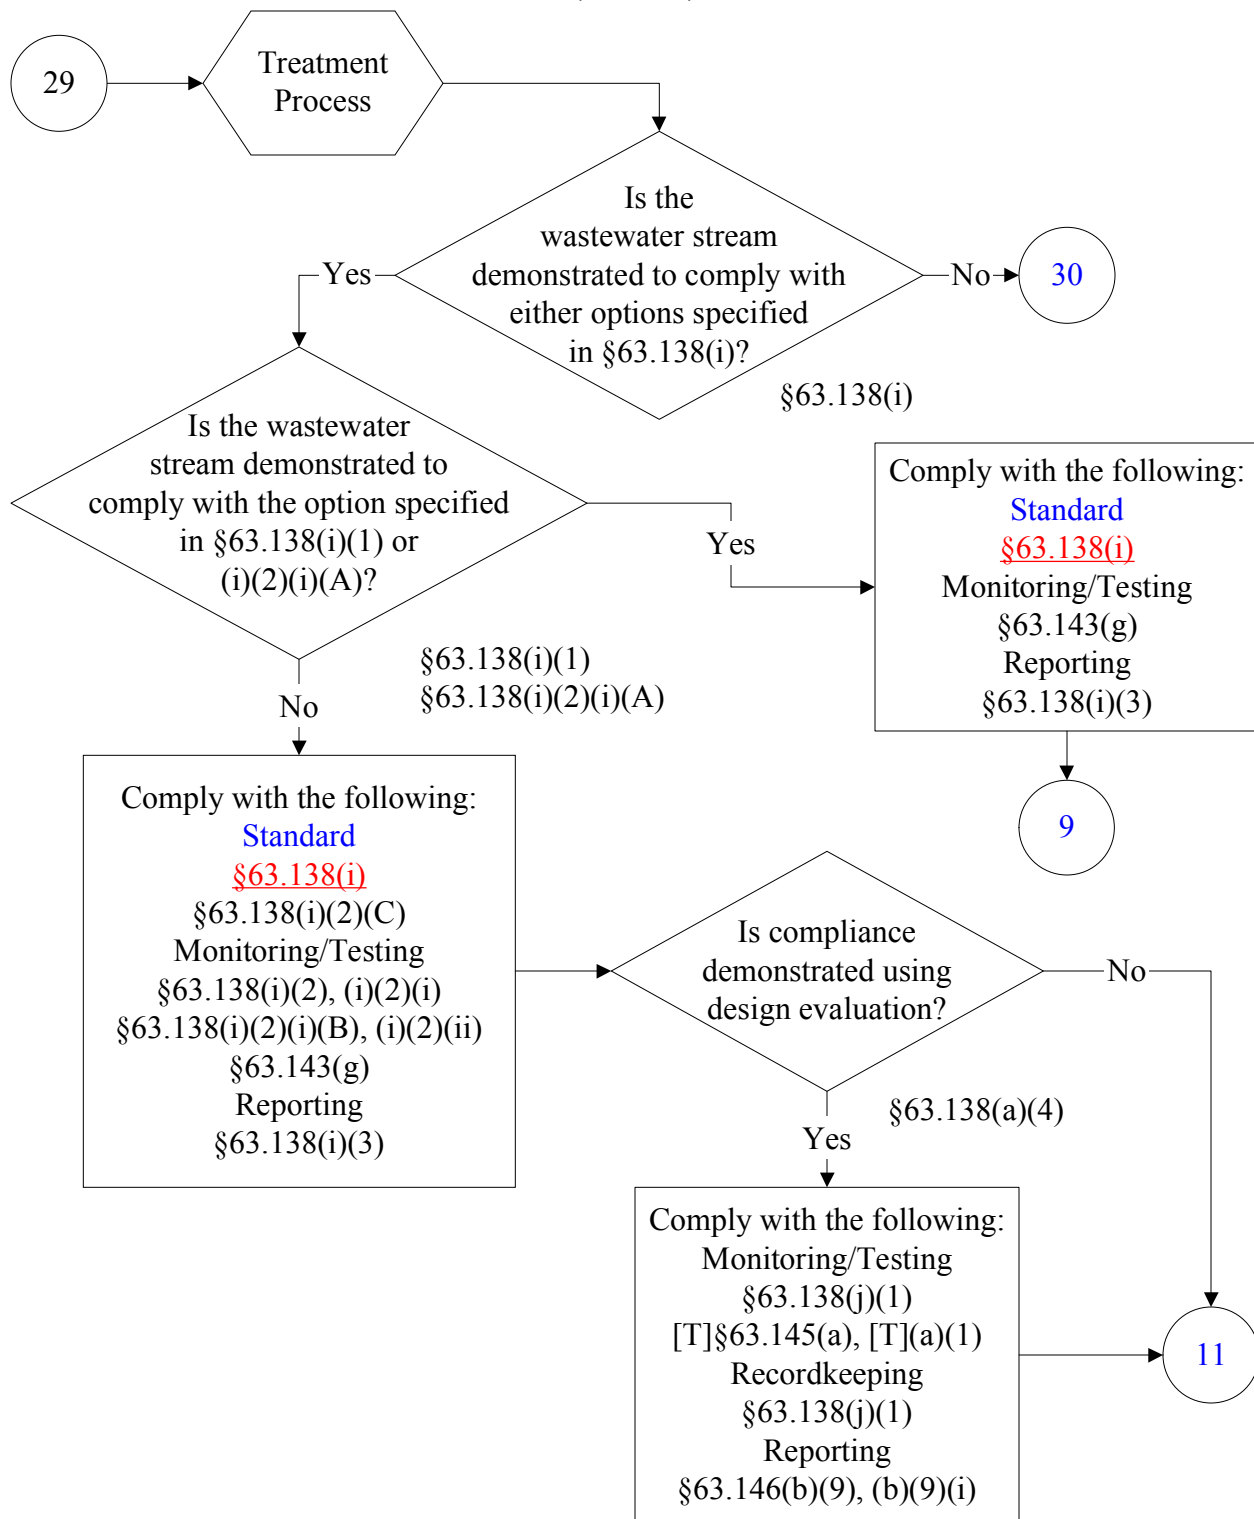 29
Treatment
Process
Is the
wastewater stream
demonstrated to comply with
either options specified
in §63.138(i)?
Yes
No
30
§63.138(i)
Is the wastewater
stream demonstrated to
comply with the option specified
in §63.138(i)(1) or
(i)(2)(i)(A)?
Yes
§63.138(i)(1)
§63.138(i)(2)(i)(A)
No
Comply with the following:
Standard
§63.138(i)
Monitoring/Testing
§63.143(g)
Reporting
§63.138(i)(3)
9
Comply with the following:
Standard
§63.138(i)
§63.138(i)(2)(C)
Monitoring/Testing
§63.138(i)(2), (i)(2)(i)
§63.138(i)(2)(i)(B), (i)(2)(ii)
§63.143(g)
Reporting
§63.138(i)(3)
Is compliance
demonstrated using
design evaluation?
No
§63.138(a)(4)
Yes
Comply with the following:
Monitoring/Testing
§63.138(j)(1)
[T]§63.145(a), [T](a)(1)
Recordkeeping
§63.138(j)(1)
Reporting
§63.146(b)(9), (b)(9)(i)
11